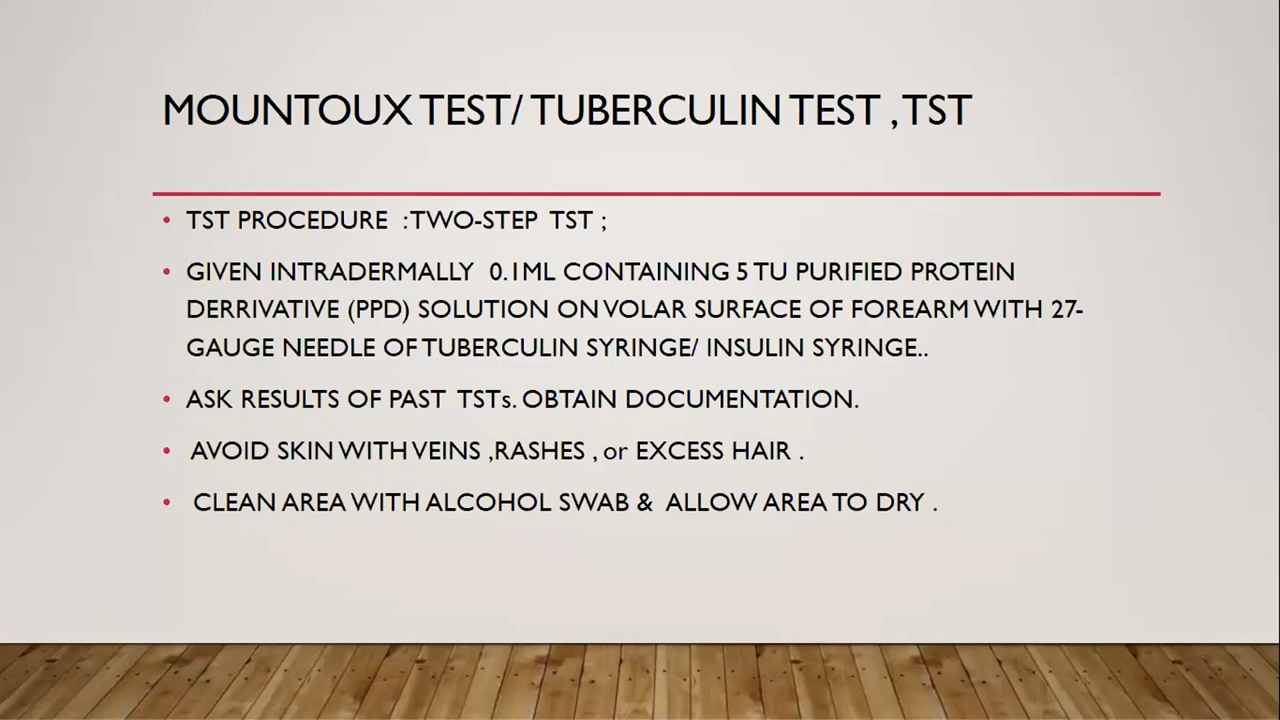 MOUNTOUX TEST/ TUBERCULIN TEST , TST
• TST PROCEDURE : TWO-STEP TST ;
• GIVEN INTRADERMALLY 0.1ML CONTAINING 5 TU PURIFIED PROTEIN
DERRIVATIVE (PPD) SOLUTION ON VOLAR SURFACE OF FOREARM WITH 27-
GAUGE NEEDLE OF TUBERCULIN SYRINGE/ INSULIN SYRINGE..
• ASK RESULTS OF PAST TSTs. OBTAIN DOCUMENTATION.
• AVOID SKIN WITH VEINS ,RASHES , or EXCESS HAIR .
• CLEAN AREA WITH ALCOHOL SWAB & ALLOW AREA TO DRY .